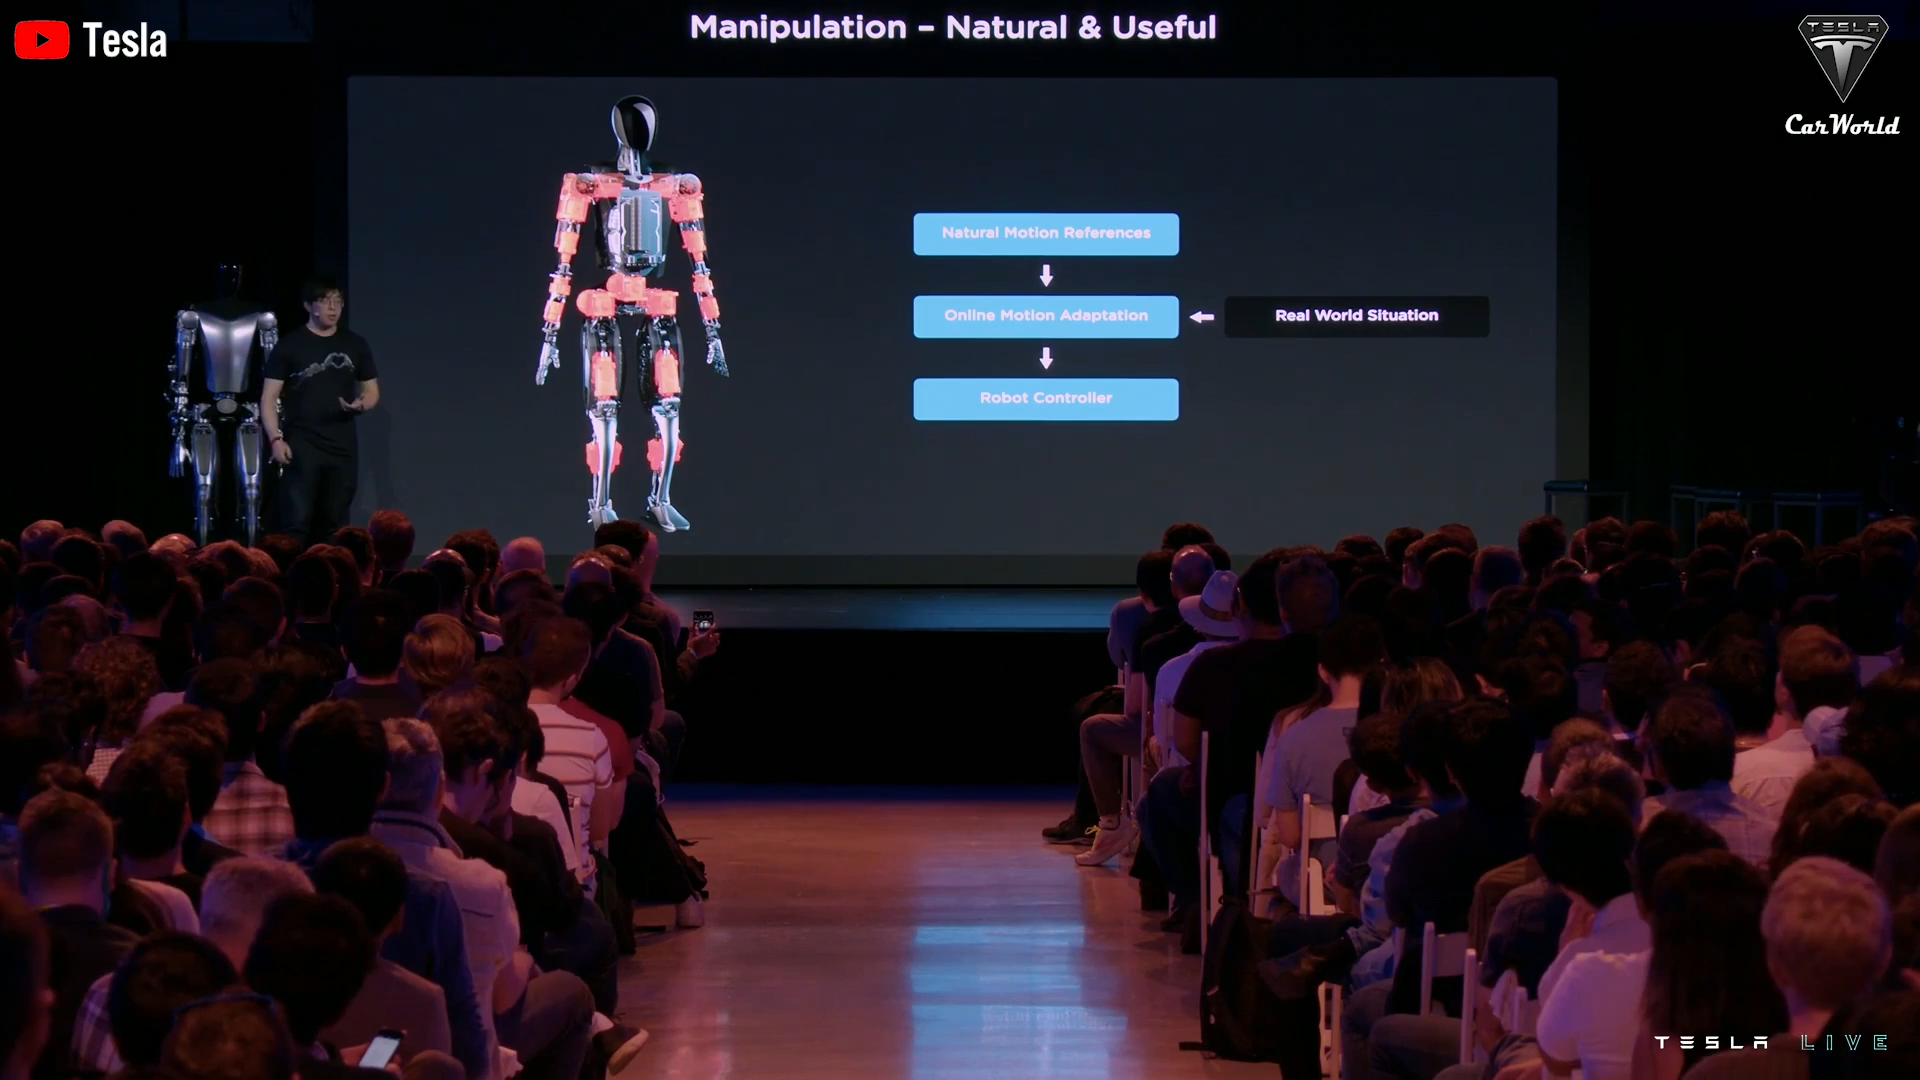 Tesla
Manipulation – Natural & Useful
TESLA
CarWorld
Natural Motion References
Online Motion Adaptation
Real World Situation
Robot Controller
TESLA LIVE